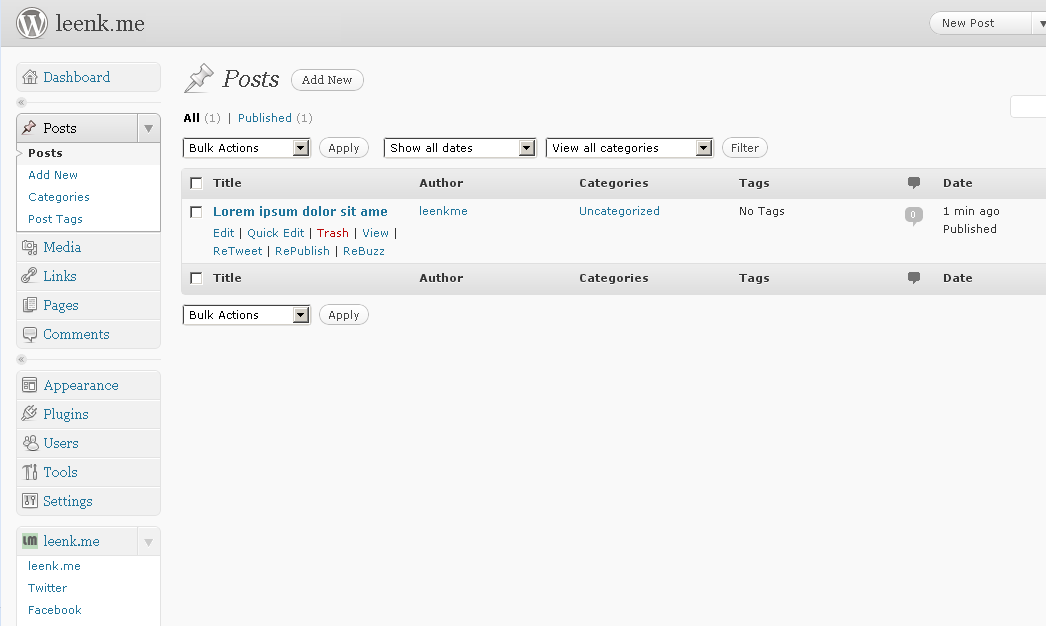 leenk.me
New Post
Dashboard
Posts
Posts
Add New
Categories
Post Tags
Media
Links
Pages
Comments
Appearance
Plugins
Users
Tools
Settings
LM leenk.me
leenk.me
Twitter
Facebook
Posts Add New
All (1) | Published (1)
Bulk Actions Apply Show all dates View all categories Filter
Title Author Categories Tags Date
Lorem ipsum dolor sit ame leenkme Uncategorized No Tags 0 1 min ago
Published
Edit | Quick Edit | Trash | View |
ReTweet | RePublish | ReBuzz
Title Author Categories Tags Date
Bulk Actions Apply